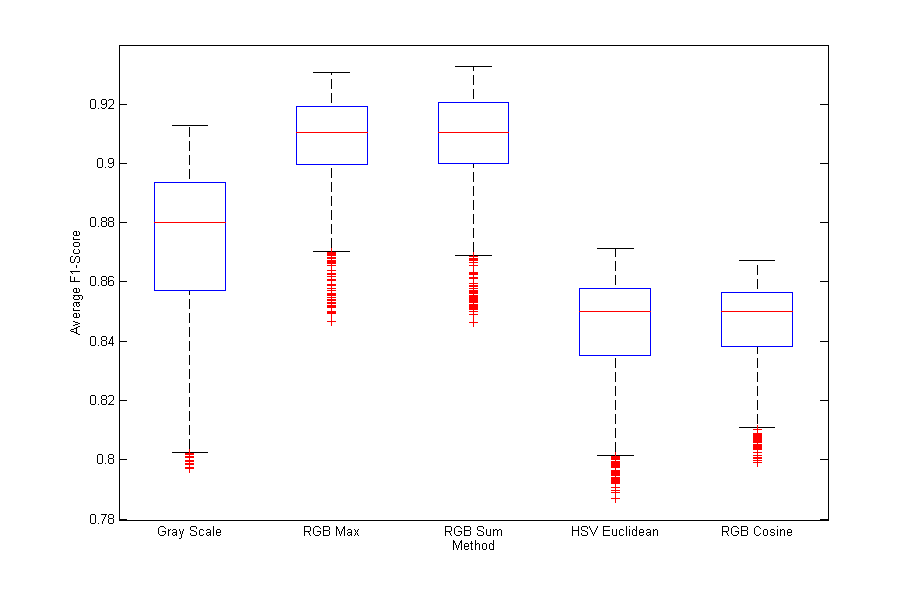 0.92
0.9
0.88
0.86
0.84
0.82
0.8
0.78
Average F1-Score
Gray Scale RGB Max RGB Sum HSV Euclidean RGB Cosine
Method